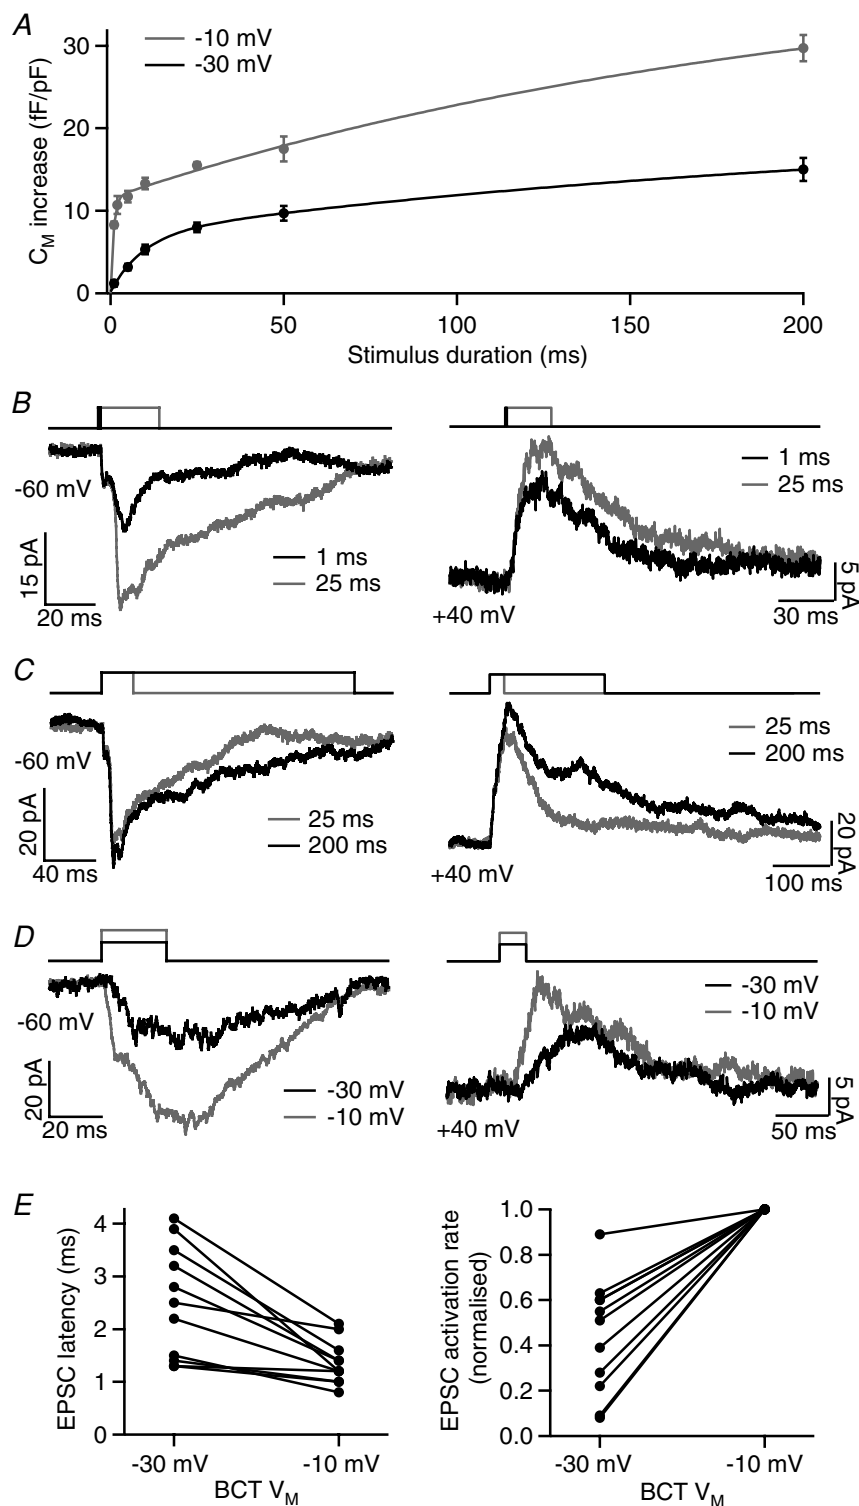 A
-10 mV
-30 mV
C_M increase (fF/pF)
30
20
10
0
0
50
100
150
200
Stimulus duration (ms)
B
-60 mV
15 pA
20 ms
1 ms
25 ms
+40 mV
1 ms
25 ms
5 pA
30 ms
C
-60 mV
20 pA
40 ms
25 ms
200 ms
+40 mV
25 ms
200 ms
20 pA
100 ms
D
-60 mV
20 pA
20 ms
-30 mV
-10 mV
+40 mV
-30 mV
-10 mV
5 pA
50 ms
E
EPSC latency (ms)
4
3
2
1
0
-30 mV
-10 mV
BCT V_M
EPSC activation rate
(normalised)
1.0
0.8
0.6
0.4
0.2
0.0
-30 mV
-10 mV
BCT V_M